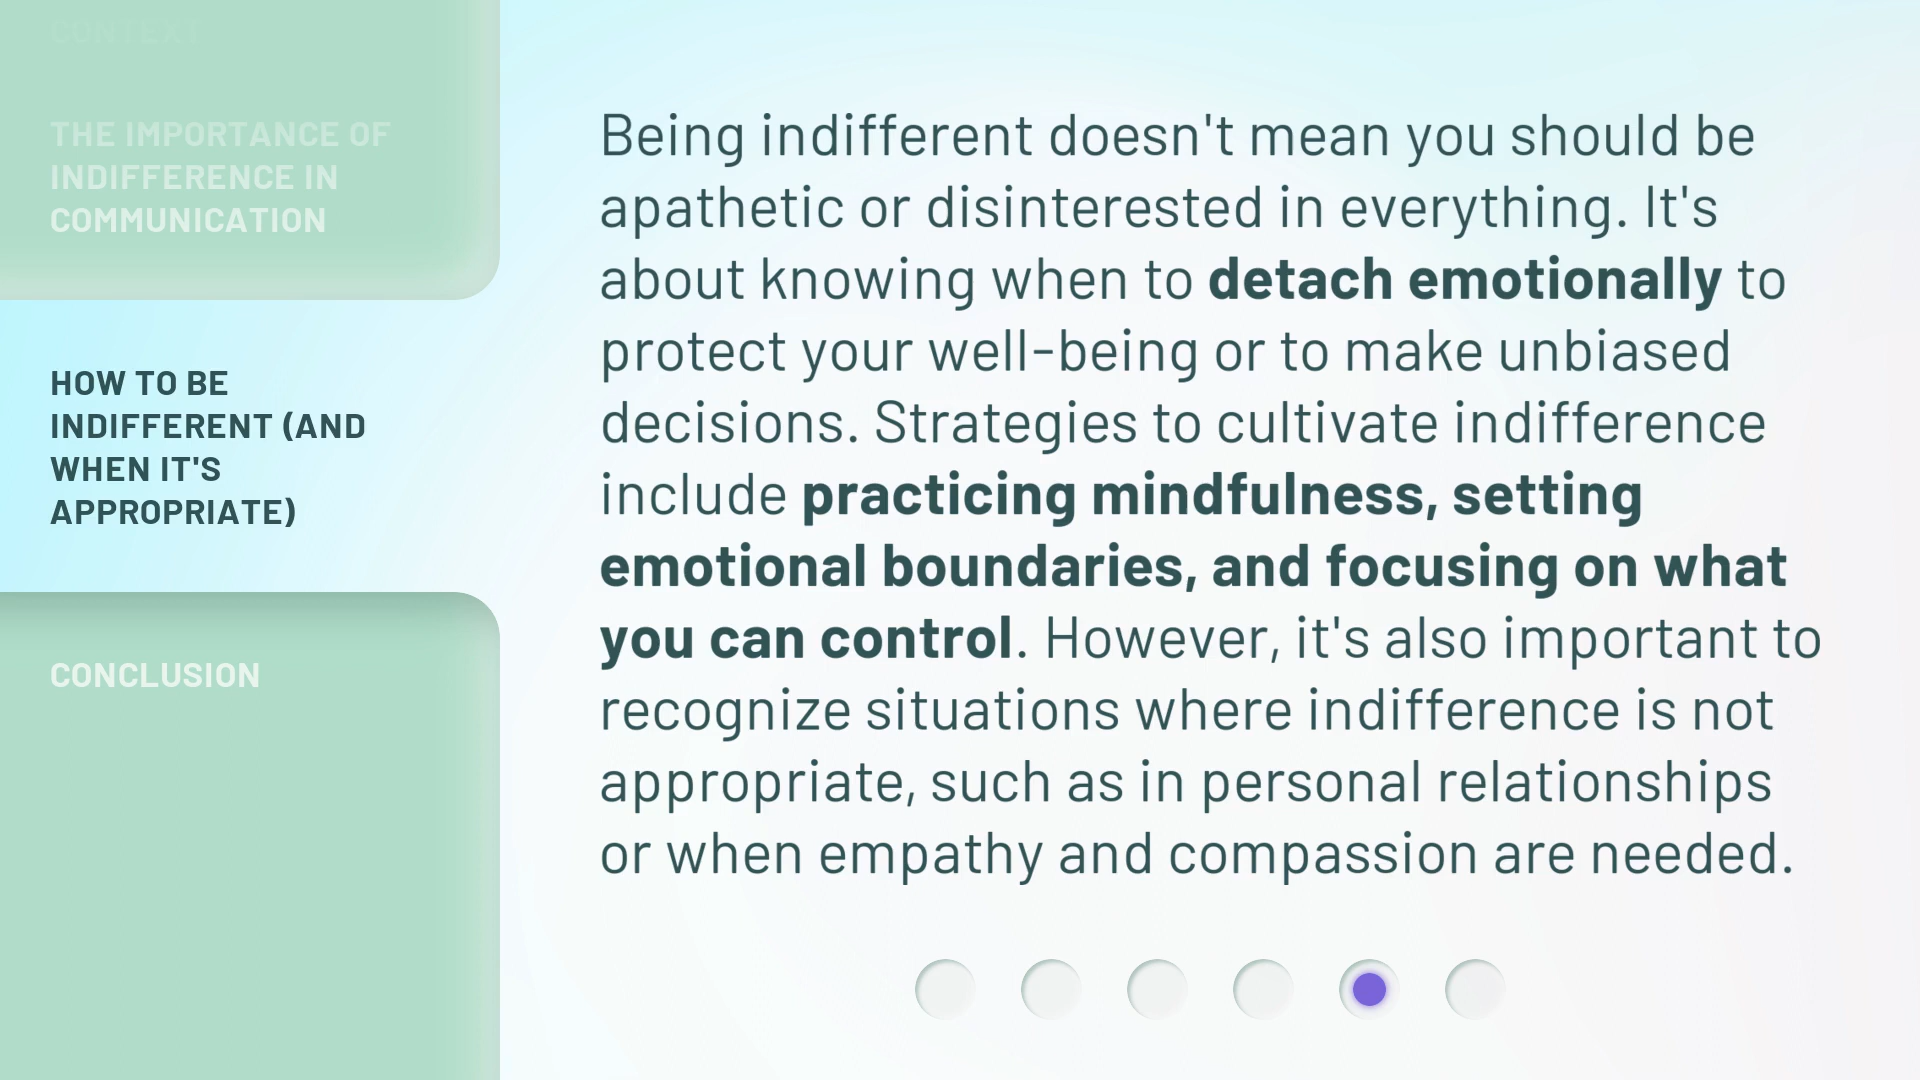 CONTEXT
THE IMPORTANCE OF
INDIFFERENCE IN
COMMUNICATION
HOW TO BE
INDIFFERENT (AND
WHEN IT'S
APPROPRIATE)
CONCLUSION
Being indifferent doesn't mean you should be
apathetic or disinterested in everything. It's
about knowing when to detach emotionally to
protect your well-being or to make unbiased
decisions. Strategies to cultivate indifference
include practicing mindfulness, setting
emotional boundaries, and focusing on what
you can control. However, it's also important to
recognize situations where indifference is not
appropriate, such as in personal relationships
or when empathy and compassion are needed.